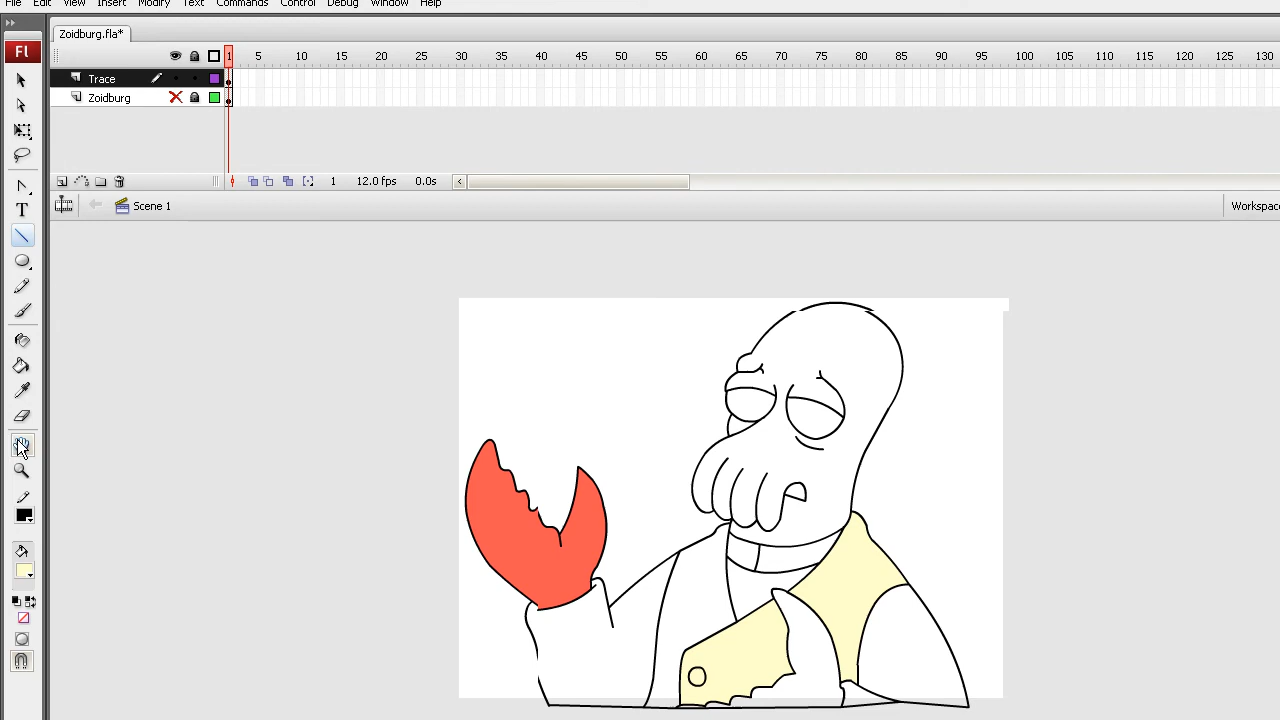 File Edit View Insert Modify Text Commands Control Debug Window Help
Zoidburg.fla*
1 5 10 15 20 25 30 35 40 45 50 55 60 65 70 75 80 85 90 95 100 105 110 115 120 125 130
Fl
Trace
Zoidburg
1 12.0 fps 0.0s
T
Scene 1 Workspace